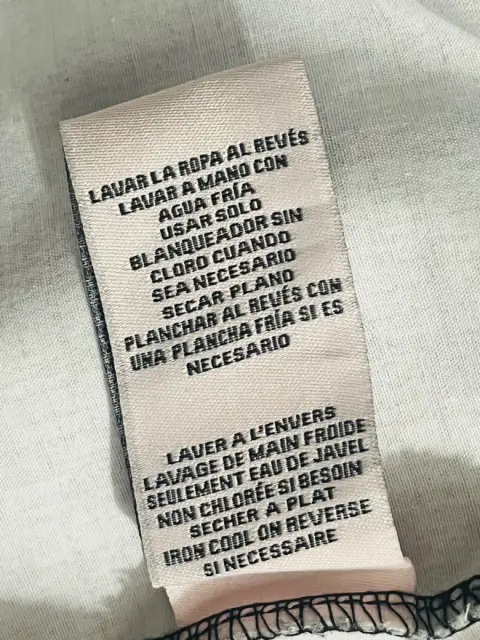 LAVAR LA ROPA AL REVÉS
LAVAR A MANO CON
AGUA FRÍA
USAR SOLO
BLANQUEADOR SIN
CLORO CUANDO
SEA NECESARIO
SECAR PLANO
PLANCHAR AL REVÉS CON
UNA PLANCHA FRÍA SI ES
NECESARIO
LAVER A L'ENVERS
LAVAGE DE MAIN FROIDE
SEULEMENT EAU DE JAVEL
NON CHLORÉE SI BESOIN
SECHER A PLAT
IRON COOL ON REVERSE
SI NECESSAIRE